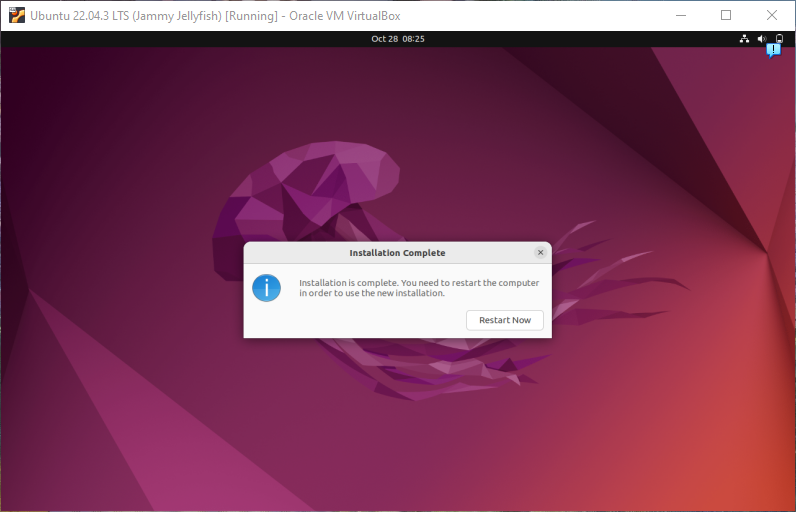 Ubuntu 22.04.3 LTS (Jammy Jellyfish) [Running] - Oracle VM VirtualBox
Oct 28 08:25
Installation Complete
Installation is complete. You need to restart the computer
in order to use the new installation.
Restart Now